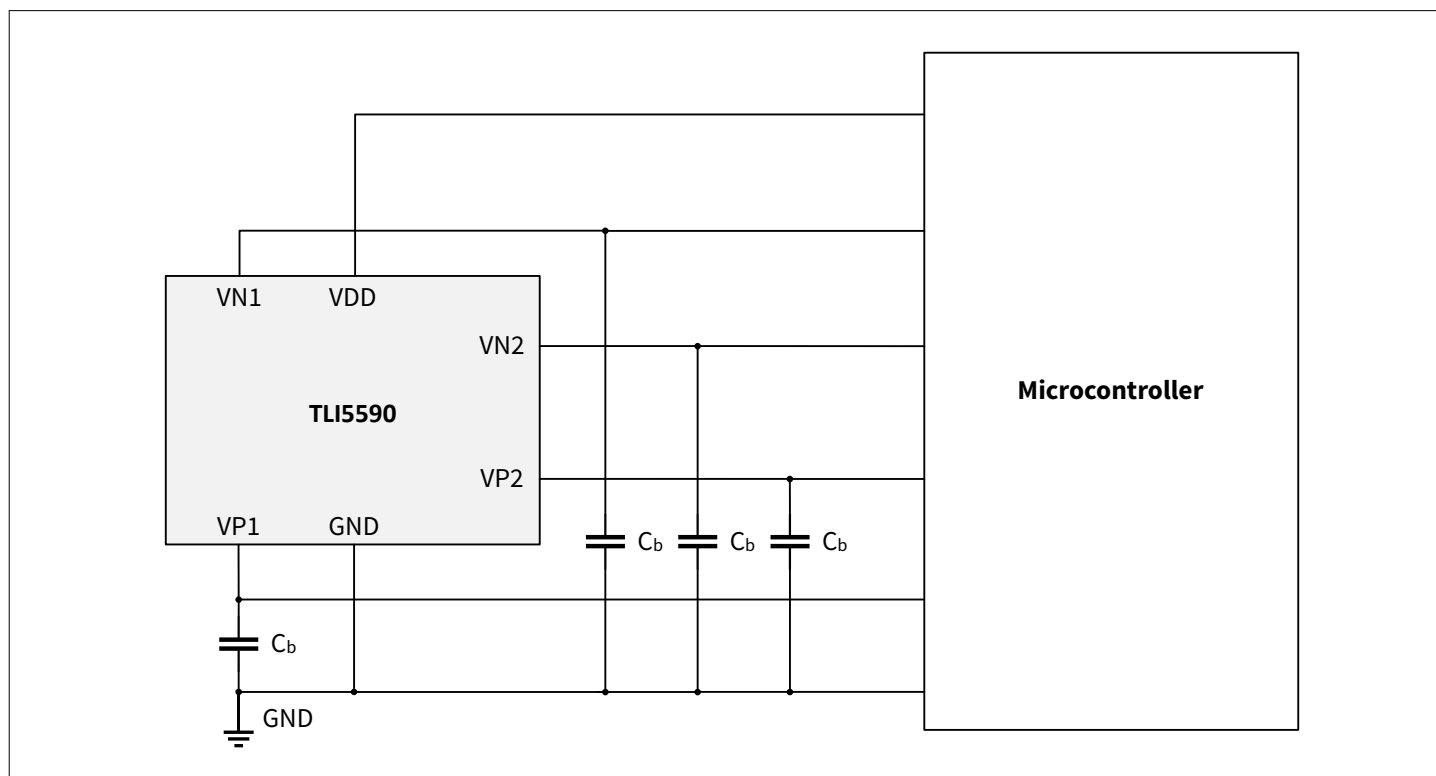 VN1 VDD
VN2
Microcontroller
TLI5590
VP2
VP1 GND
Cb Cb Cb
Cb
GND